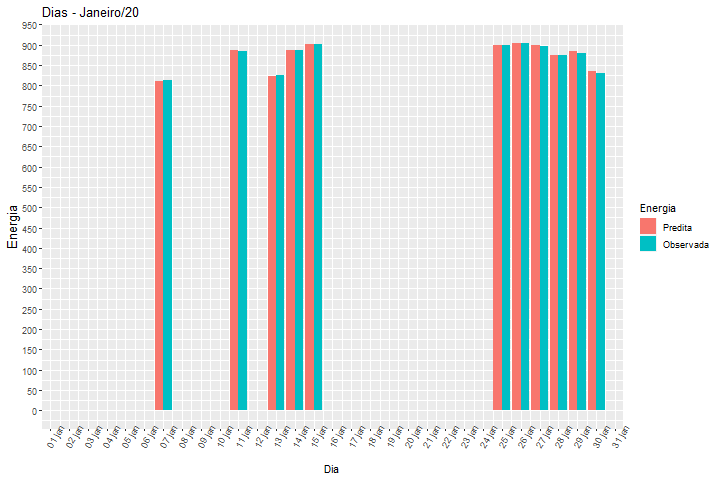 Dias - Janeiro/20
950
900
850
800
750
700
650
600
550
500
450
400
350
300
250
200
150
100
50
0
Energia
01 jan
02 jan
03 jan
04 jan
05 jan
06 jan
07 jan
08 jan
09 jan
10 jan
11 jan
12 jan
13 jan
14 jan
15 jan
16 jan
17 jan
18 jan
19 jan
20 jan
21 jan
22 jan
23 jan
24 jan
25 jan
26 jan
27 jan
28 jan
29 jan
30 jan
31 jan
Dia
Energia
Predita
Observada